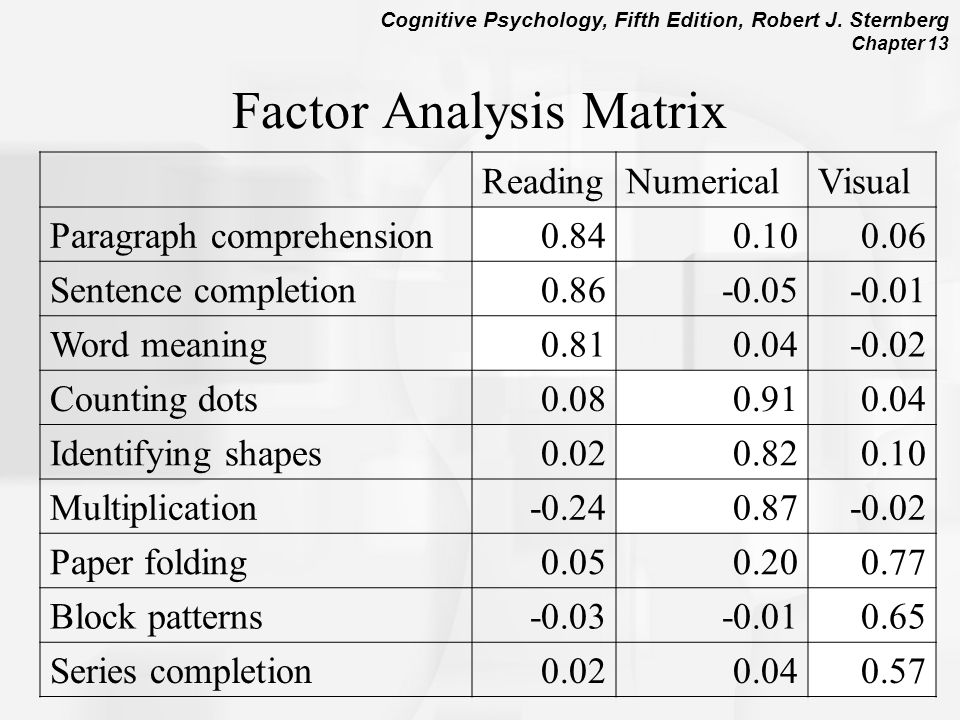 Cognitive Psychology, Fifth Edition, Robert J. Sternberg
Chapter 13
Factor Analysis Matrix
Reading Numerical Visual
Paragraph comprehension 0.84 0.10 0.06
Sentence completion 0.86 -0.05 -0.01
Word meaning 0.81 0.04 -0.02
Counting dots 0.08 0.91 0.04
Identifying shapes 0.02 0.82 0.10
Multiplication -0.24 0.87 -0.02
Paper folding 0.05 0.20 0.77
Block patterns -0.03 -0.01 0.65
Series completion 0.02 0.04 0.57